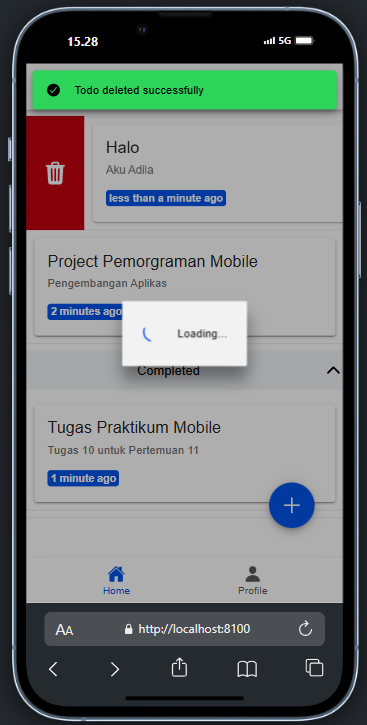 15.28
5G
Todo deleted successfully
Halo
Aku Adila
less than a minute ago
Project Pemorgraman Mobile
Pengembangan Aplikas
2 minutes ago
Loading...
Completed
Tugas Praktikum Mobile
Tugas 10 untuk Pertemuan 11
1 minute ago
Home
Profile
AA
http://localhost:8100